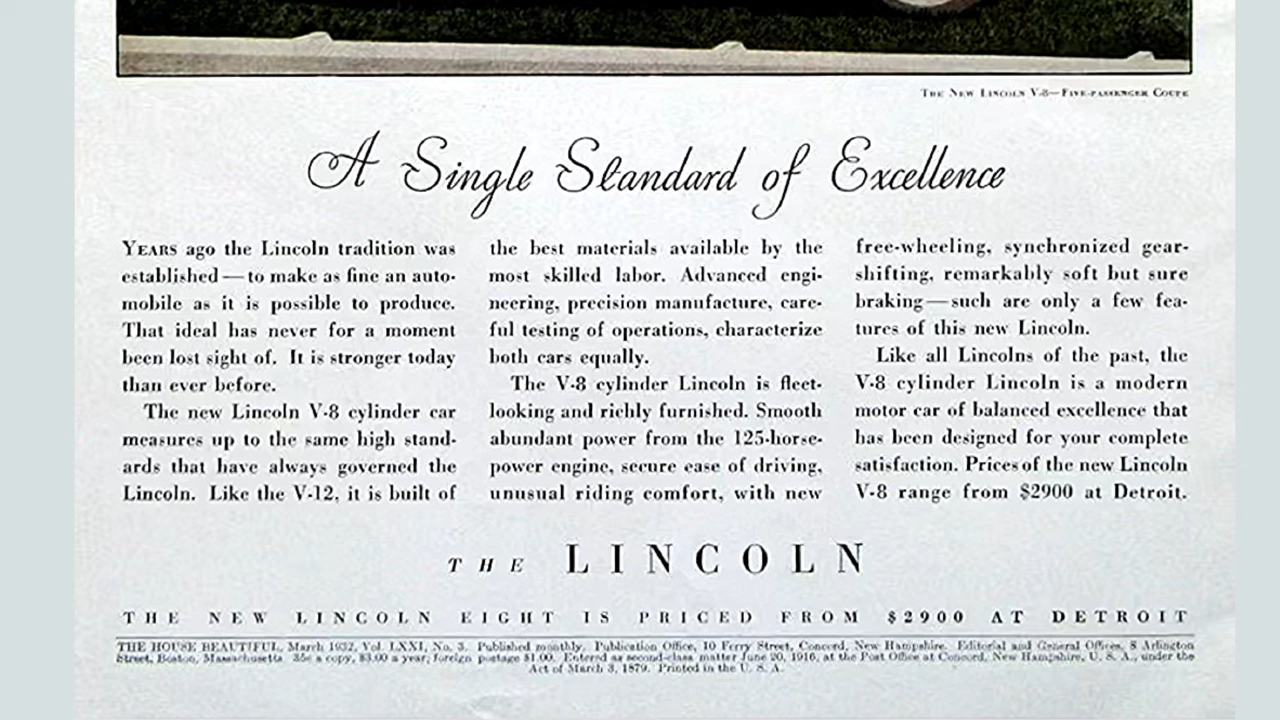 THE NEW LINCOLN V-8—FIVE-PASSENGER COUPE
A Single Standard of Excellence
YEARS ago the Lincoln tradition was
established—to make as fine an auto-
mobile as it is possible to produce.
That ideal has never for a moment
been lost sight of. It is stronger today
than ever before.
The new Lincoln V-8 cylinder car
measures up to the same high stand-
ards that have always governed the
Lincoln. Like the V-12, it is built of
the best materials available by the
most skilled labor. Advanced engi-
neering, precision manufacture, care-
ful testing of operations, characterize
both cars equally.
The V-8 cylinder Lincoln is fleet-
looking and richly furnished. Smooth
abundant power from the 125-horse-
power engine, secure ease of driving,
unusual riding comfort, with new
free-wheeling, synchronized gear-
shifting, remarkably soft but sure
braking—such are only a few fea-
tures of this new Lincoln.
Like all Lincolns of the past, the
V-8 cylinder Lincoln is a modern
motor car of balanced excellence that
has been designed for your complete
satisfaction. Prices of the new Lincoln
V-8 range from $2900 at Detroit.
THE LINCOLN
THE NEW LINCOLN EIGHT IS PRICED FROM $2900 AT DETROIT
THE HOUSE BEAUTIFUL, March 1932, Vol. LXXI, No. 3. Published monthly. Publication Office, 10 Ferry Street, Concord, New Hampshire. Editorial and General Offices, 8 Arlington
Street, Boston, Massachusetts 35c a copy, $3.00 a year; foreign postage $1.00. Entered as second-class matter June 20, 1916, at the Post Office at Concord, New Hampshire, U. S. A., under the
Act of March 3, 1879. Printed in the U. S. A.